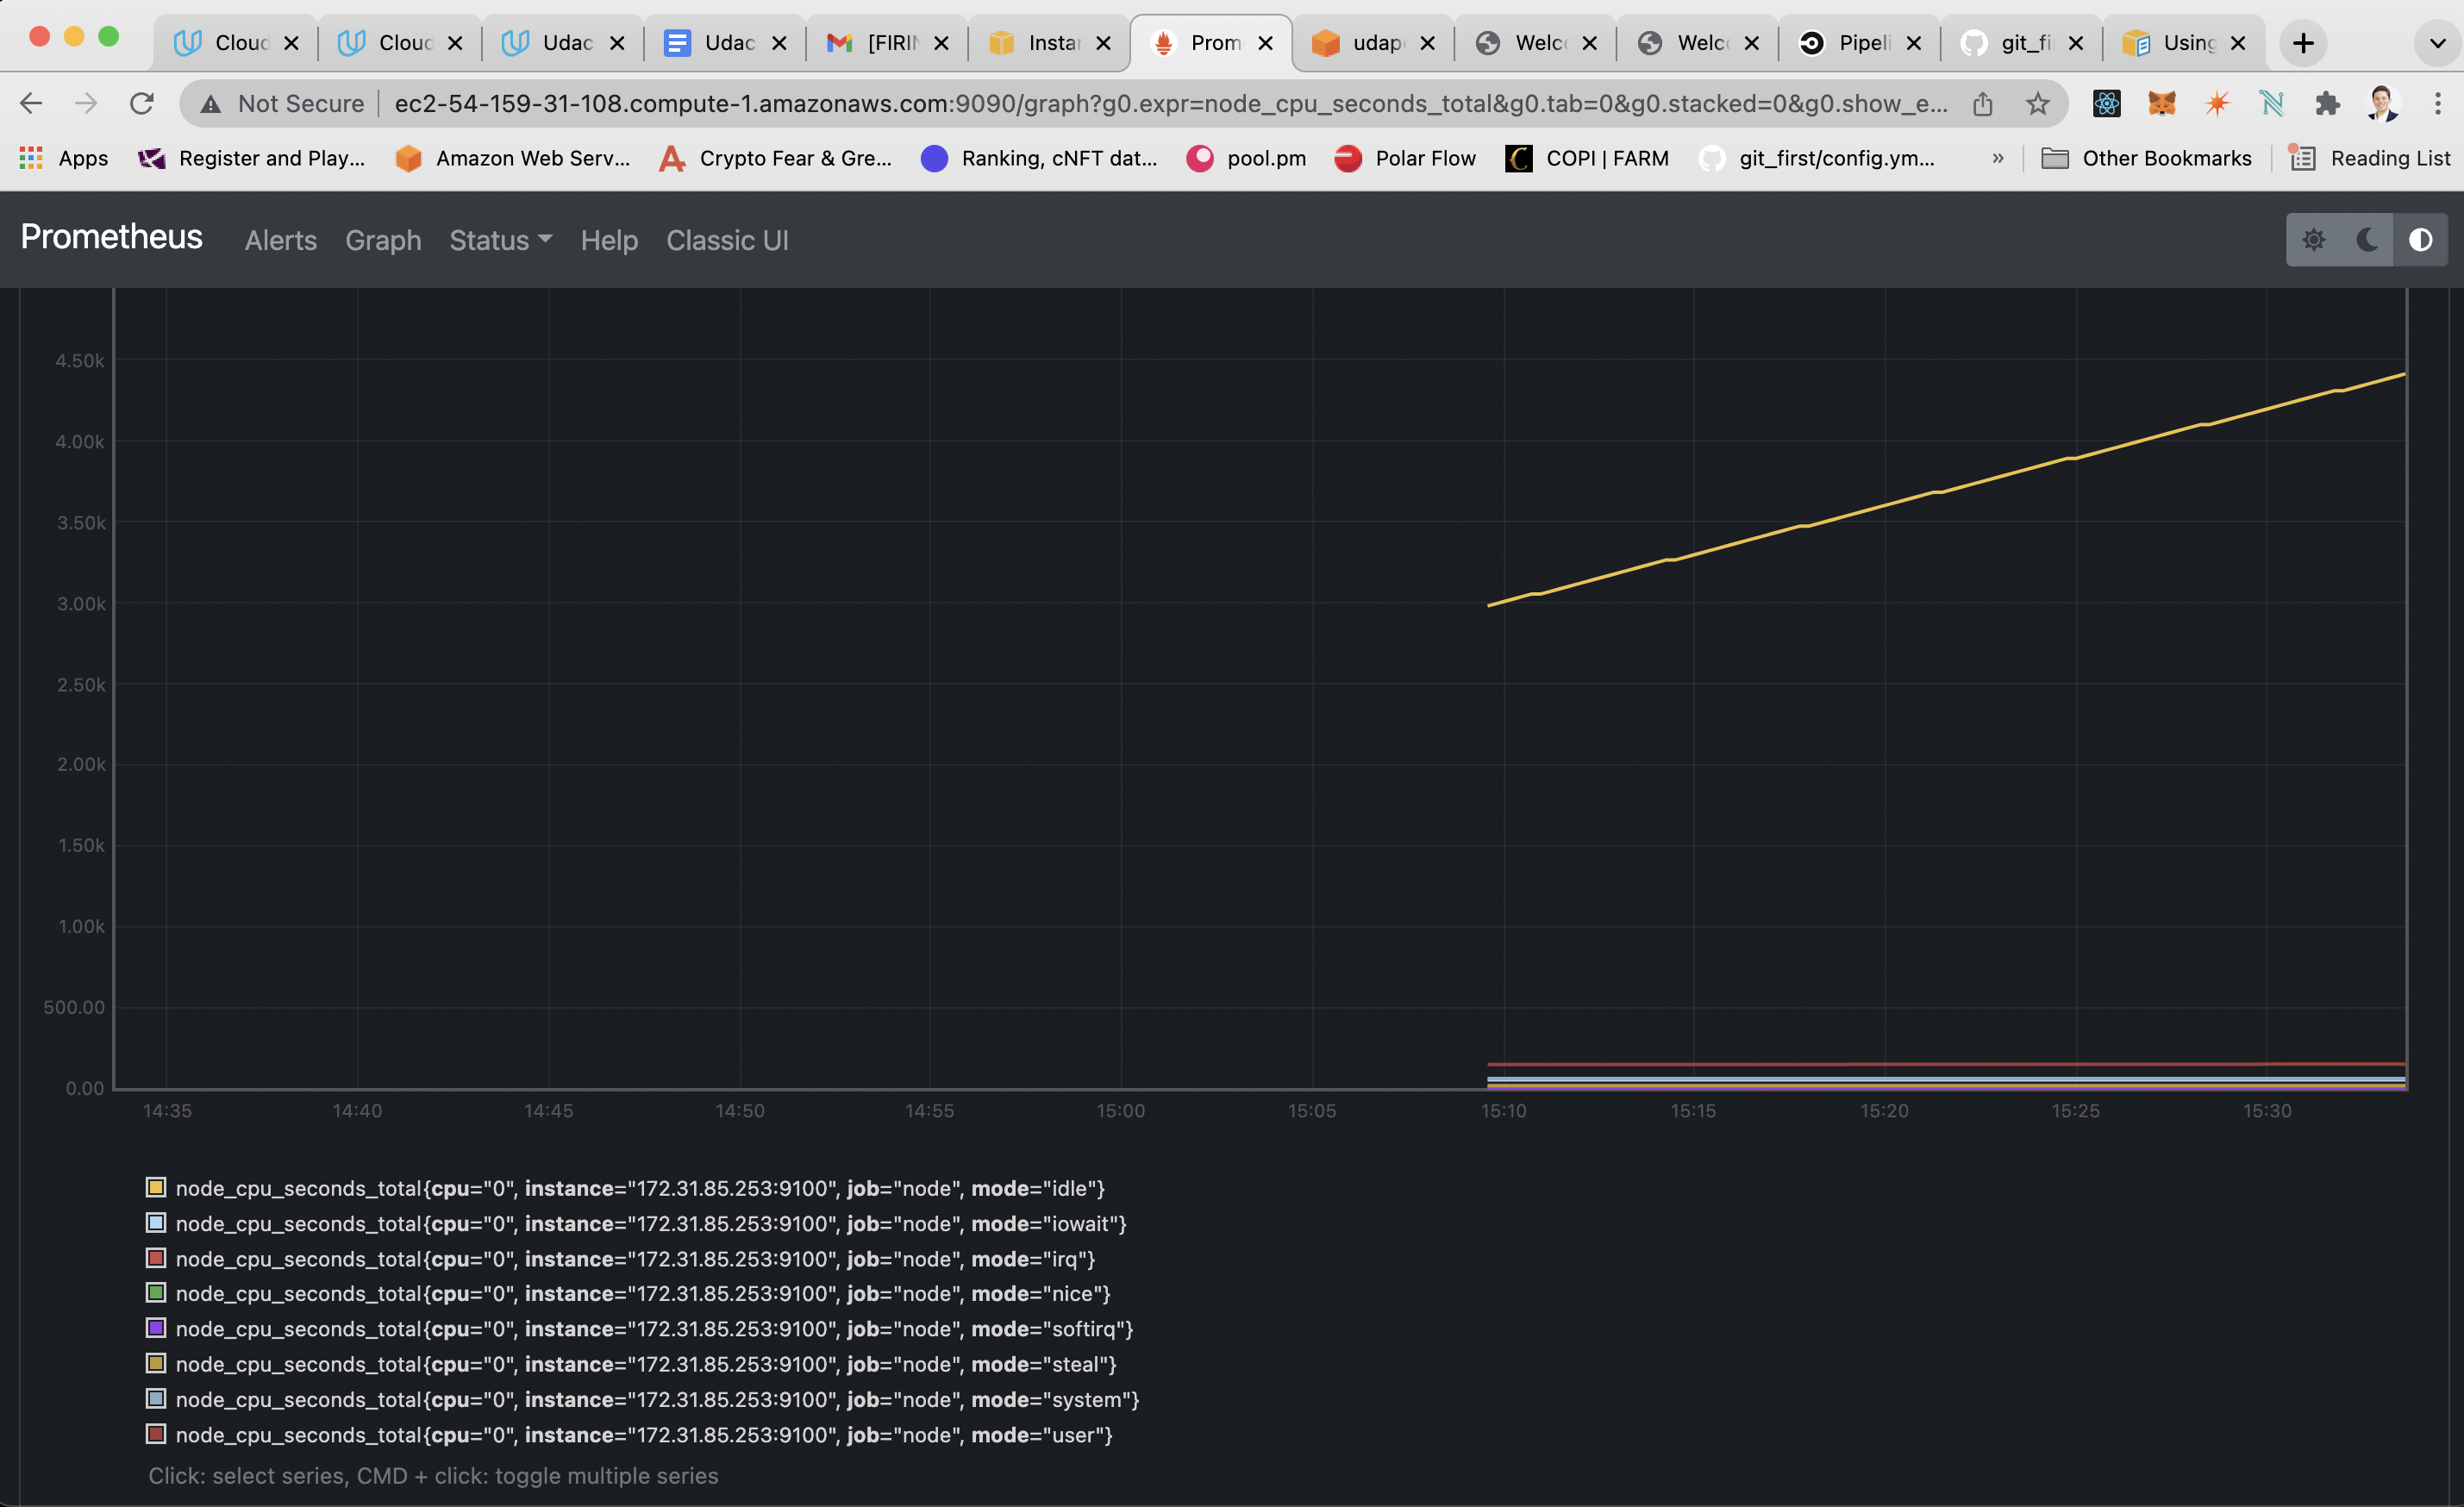 Cloud Cloud Udac Udac [FIRIN Instan Prom udape Welco Welco Pipeli git_fi Using
Not Secure ec2-54-159-31-108.compute-1.amazonaws.com:9090/graph?g0.expr=node_cpu_seconds_total&g0.tab=0&g0.stacked=0&g0.show_e...
Apps Register and Play... Amazon Web Serv... Crypto Fear & Gre... Ranking, cNFT dat... pool.pm Polar Flow COPI | FARM git_first/config.ym... » Other Bookmarks Reading List
Prometheus Alerts Graph Status Help Classic UI
4.50k
4.00k
3.50k
3.00k
2.50k
2.00k
1.50k
1.00k
500.00
0.00
14:35 14:40 14:45 14:50 14:55 15:00 15:05 15:10 15:15 15:20 15:25 15:30
node_cpu_seconds_total{cpu="0", instance="172.31.85.253:9100", job="node", mode="idle"}
node_cpu_seconds_total{cpu="0", instance="172.31.85.253:9100", job="node", mode="iowait"}
node_cpu_seconds_total{cpu="0", instance="172.31.85.253:9100", job="node", mode="irq"}
node_cpu_seconds_total{cpu="0", instance="172.31.85.253:9100", job="node", mode="nice"}
node_cpu_seconds_total{cpu="0", instance="172.31.85.253:9100", job="node", mode="softirq"}
node_cpu_seconds_total{cpu="0", instance="172.31.85.253:9100", job="node", mode="steal"}
node_cpu_seconds_total{cpu="0", instance="172.31.85.253:9100", job="node", mode="system"}
node_cpu_seconds_total{cpu="0", instance="172.31.85.253:9100", job="node", mode="user"}
Click: select series, CMD + click: toggle multiple series